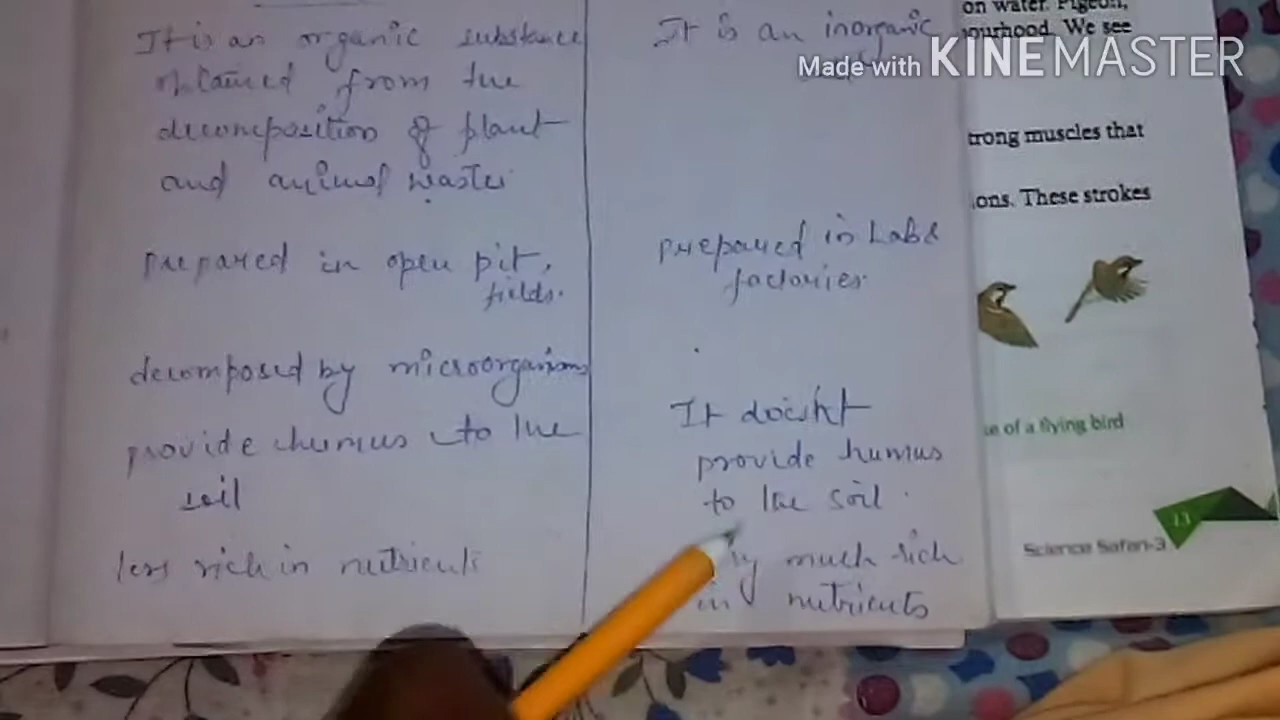 It is an organic substance
obtained from the
decomposition of plant
and animal waste
prepared in open pit,
fields.
decomposed by microorganisms
provide humus to the
soil
less rich in nutrients
It is an inorganic
prepared in Labs
factories
It doesn't
provide humus
to the soil
much rich
in nutrients
on water. Pigeon,
ourhood. We see
Made with KINEMASTER
trong muscles that
ons. These strokes
of a flying bird
13
Science Safari-3